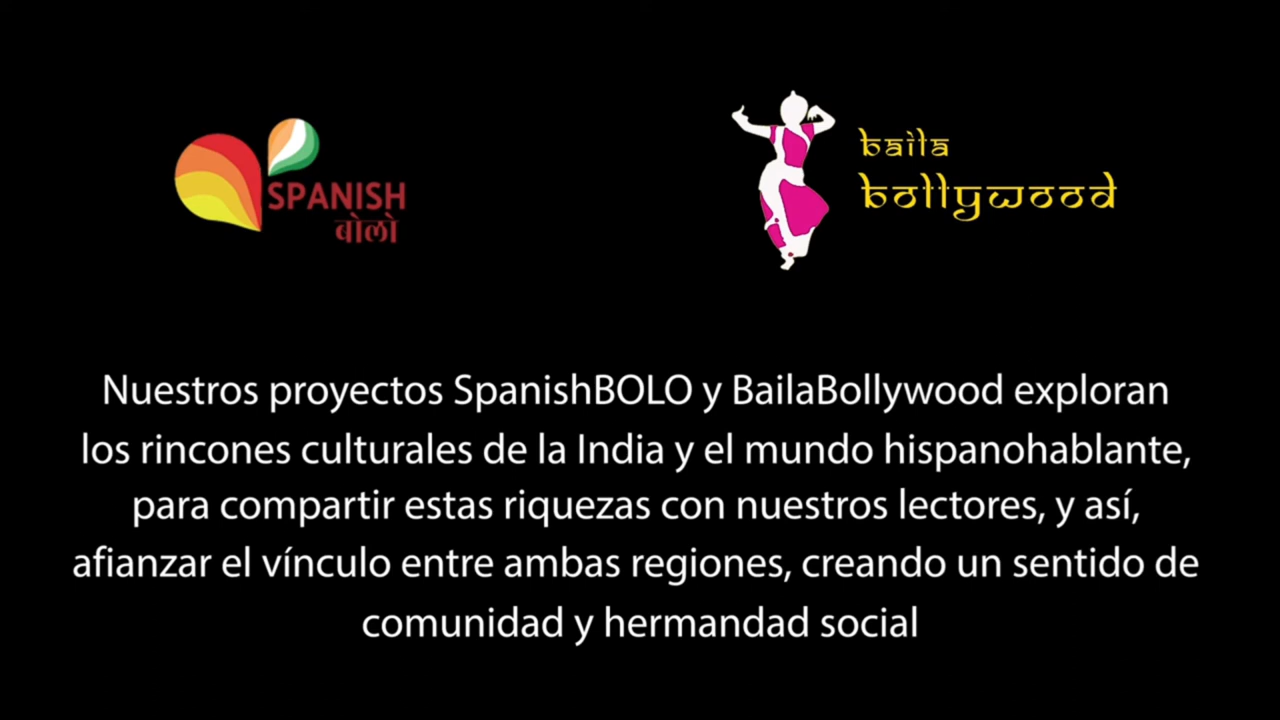 SPANISH
बोलो
baila
bollywood
Nuestros proyectos SpanishBOLO y BailaBollywood exploran
los rincones culturales de la India y el mundo hispanohablante,
para compartir estas riquezas con nuestros lectores, y así,
afianzar el vínculo entre ambas regiones, creando un sentido de
comunidad y hermandad social